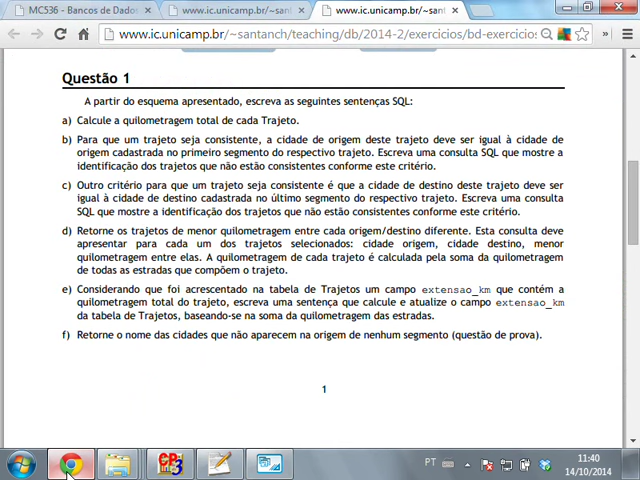 MC536 - Bancos de Dados
www.ic.unicamp.br/~santa
www.ic.unicamp.br/~san
www.ic.unicamp.br/~santanch/teaching/db/2014-2/exercicios/bd-exercicios
Questão 1
A partir do esquema apresentado, escreva as seguintes sentenças SQL:
a) Calcule a quilometragem total de cada Trajeto.
b) Para que um trajeto seja consistente, a cidade de origem deste trajeto deve ser igual à cidade de
origem cadastrada no primeiro segmento do respectivo trajeto. Escreva uma consulta SQL que mostre a
identificação dos trajetos que não estão consistentes conforme este critério.
c) Outro critério para que um trajeto seja consistente é que a cidade de destino deste trajeto deve ser
igual à cidade de destino cadastrada no último segmento do respectivo trajeto. Escreva uma consulta
SQL que mostre a identificação dos trajetos que não estão consistentes conforme este critério.
d) Retorne os trajetos de menor quilometragem entre cada origem/destino diferente. Esta consulta deve
apresentar para cada um dos trajetos selecionados: cidade origem, cidade destino, menor
quilometragem entre elas. A quilometragem de cada trajeto é calculada pela soma da quilometragem
de todas as estradas que compõem o trajeto.
e) Considerando que foi acrescentado na tabela de Trajetos um campo extensao_km que contém a
quilometragem total do trajeto, escreva uma sentença que calcule e atualize o campo extensao_km
da tabela de Trajetos, baseando-se na soma da quilometragem das estradas.
f) Retorne o nome das cidades que não aparecem na origem de nenhum segmento (questão de prova).
1
PT
11:40
14/10/2014